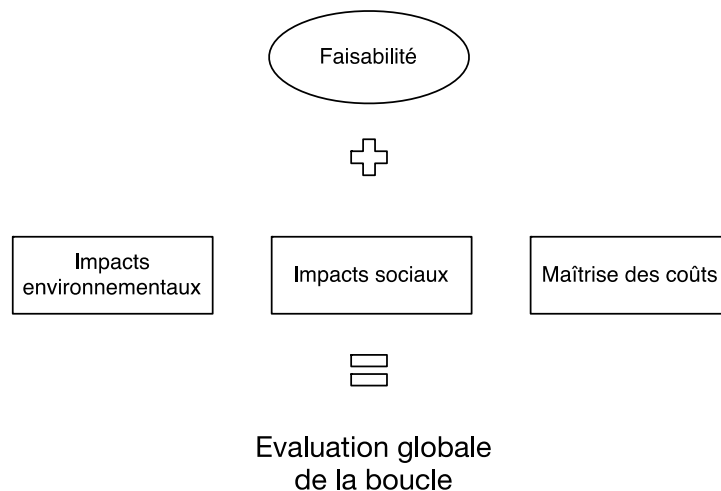 Faisabilité
Impacts
environnementaux
Impacts sociaux
Maîtrise des coûts
Evaluation globale
de la boucle